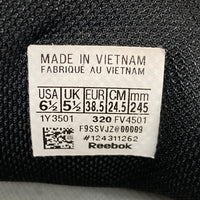 MADE IN VIETNAM
FABRIQUÉ AU VIETNAM
USA UK EUR CM mm
6½ 5½ 38.5 24.5 245
1Y3501 320 FV4501
F9SSVJZ@00009
#124311262
Reebok